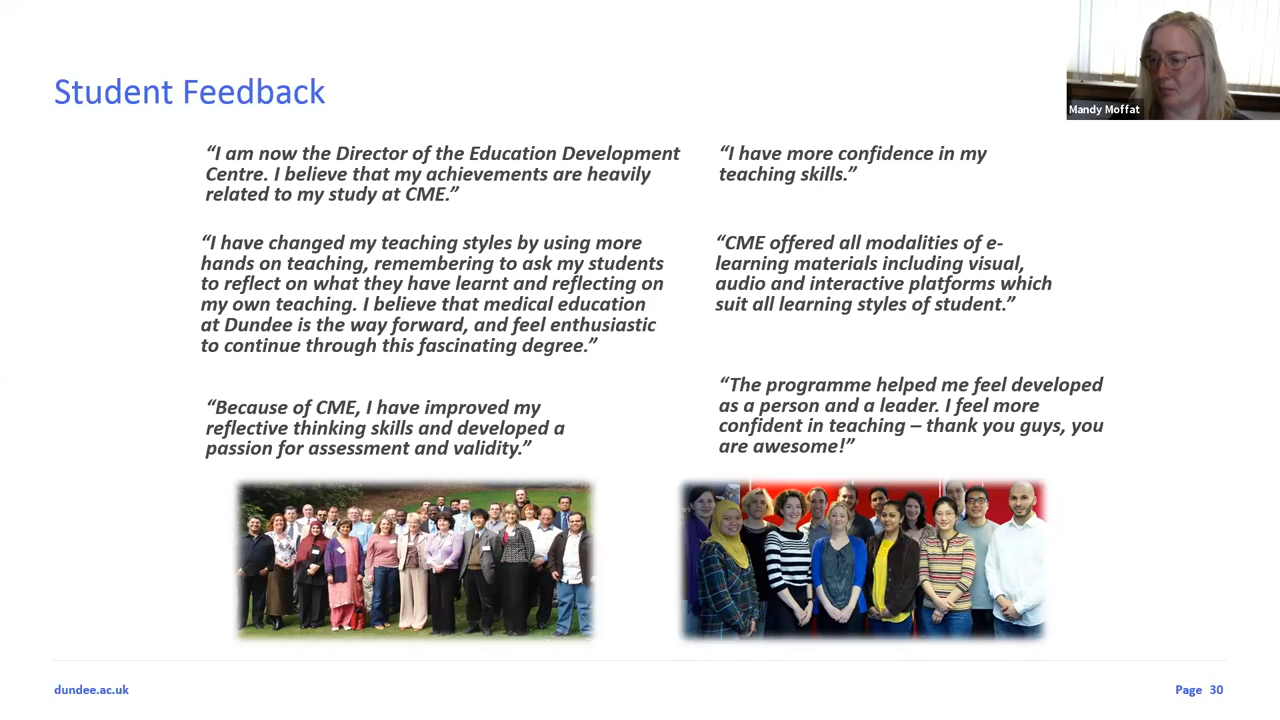 Student Feedback
Mandy Moffat
“I am now the Director of the Education Development
Centre. I believe that my achievements are heavily
related to my study at CME.”
“I have more confidence in my
teaching skills.”
“I have changed my teaching styles by using more
hands on teaching, remembering to ask my students
to reflect on what they have learnt and reflecting on
my own teaching. I believe that medical education
at Dundee is the way forward, and feel enthusiastic
to continue through this fascinating degree.”
“CME offered all modalities of e-
learning materials including visual,
audio and interactive platforms which
suit all learning styles of student.”
“Because of CME, I have improved my
reflective thinking skills and developed a
passion for assessment and validity.”
“The programme helped me feel developed
as a person and a leader. I feel more
confident in teaching – thank you guys, you
are awesome!”
dundee.ac.uk
Page 30